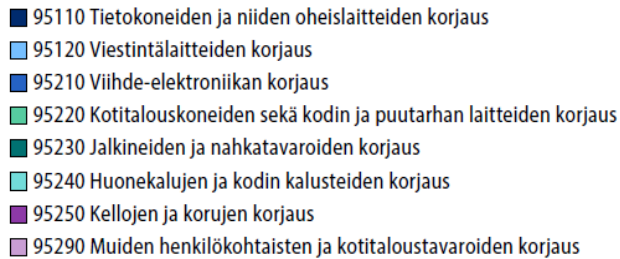 95110 Tietokoneiden ja niiden oheislaitteiden korjaus
95120 Viestintälaitteiden korjaus
95210 Viihde-elektroniikan korjaus
95220 Kotitalouskoneiden sekä kodin ja puutarhan laitteiden korjaus
95230 Jalkineiden ja nahkatavaroiden korjaus
95240 Huonekalujen ja kodin kalusteiden korjaus
95250 Kellojen ja korujen korjaus
95290 Muiden henkilökohtaisten ja kotitaloustavaroiden korjaus